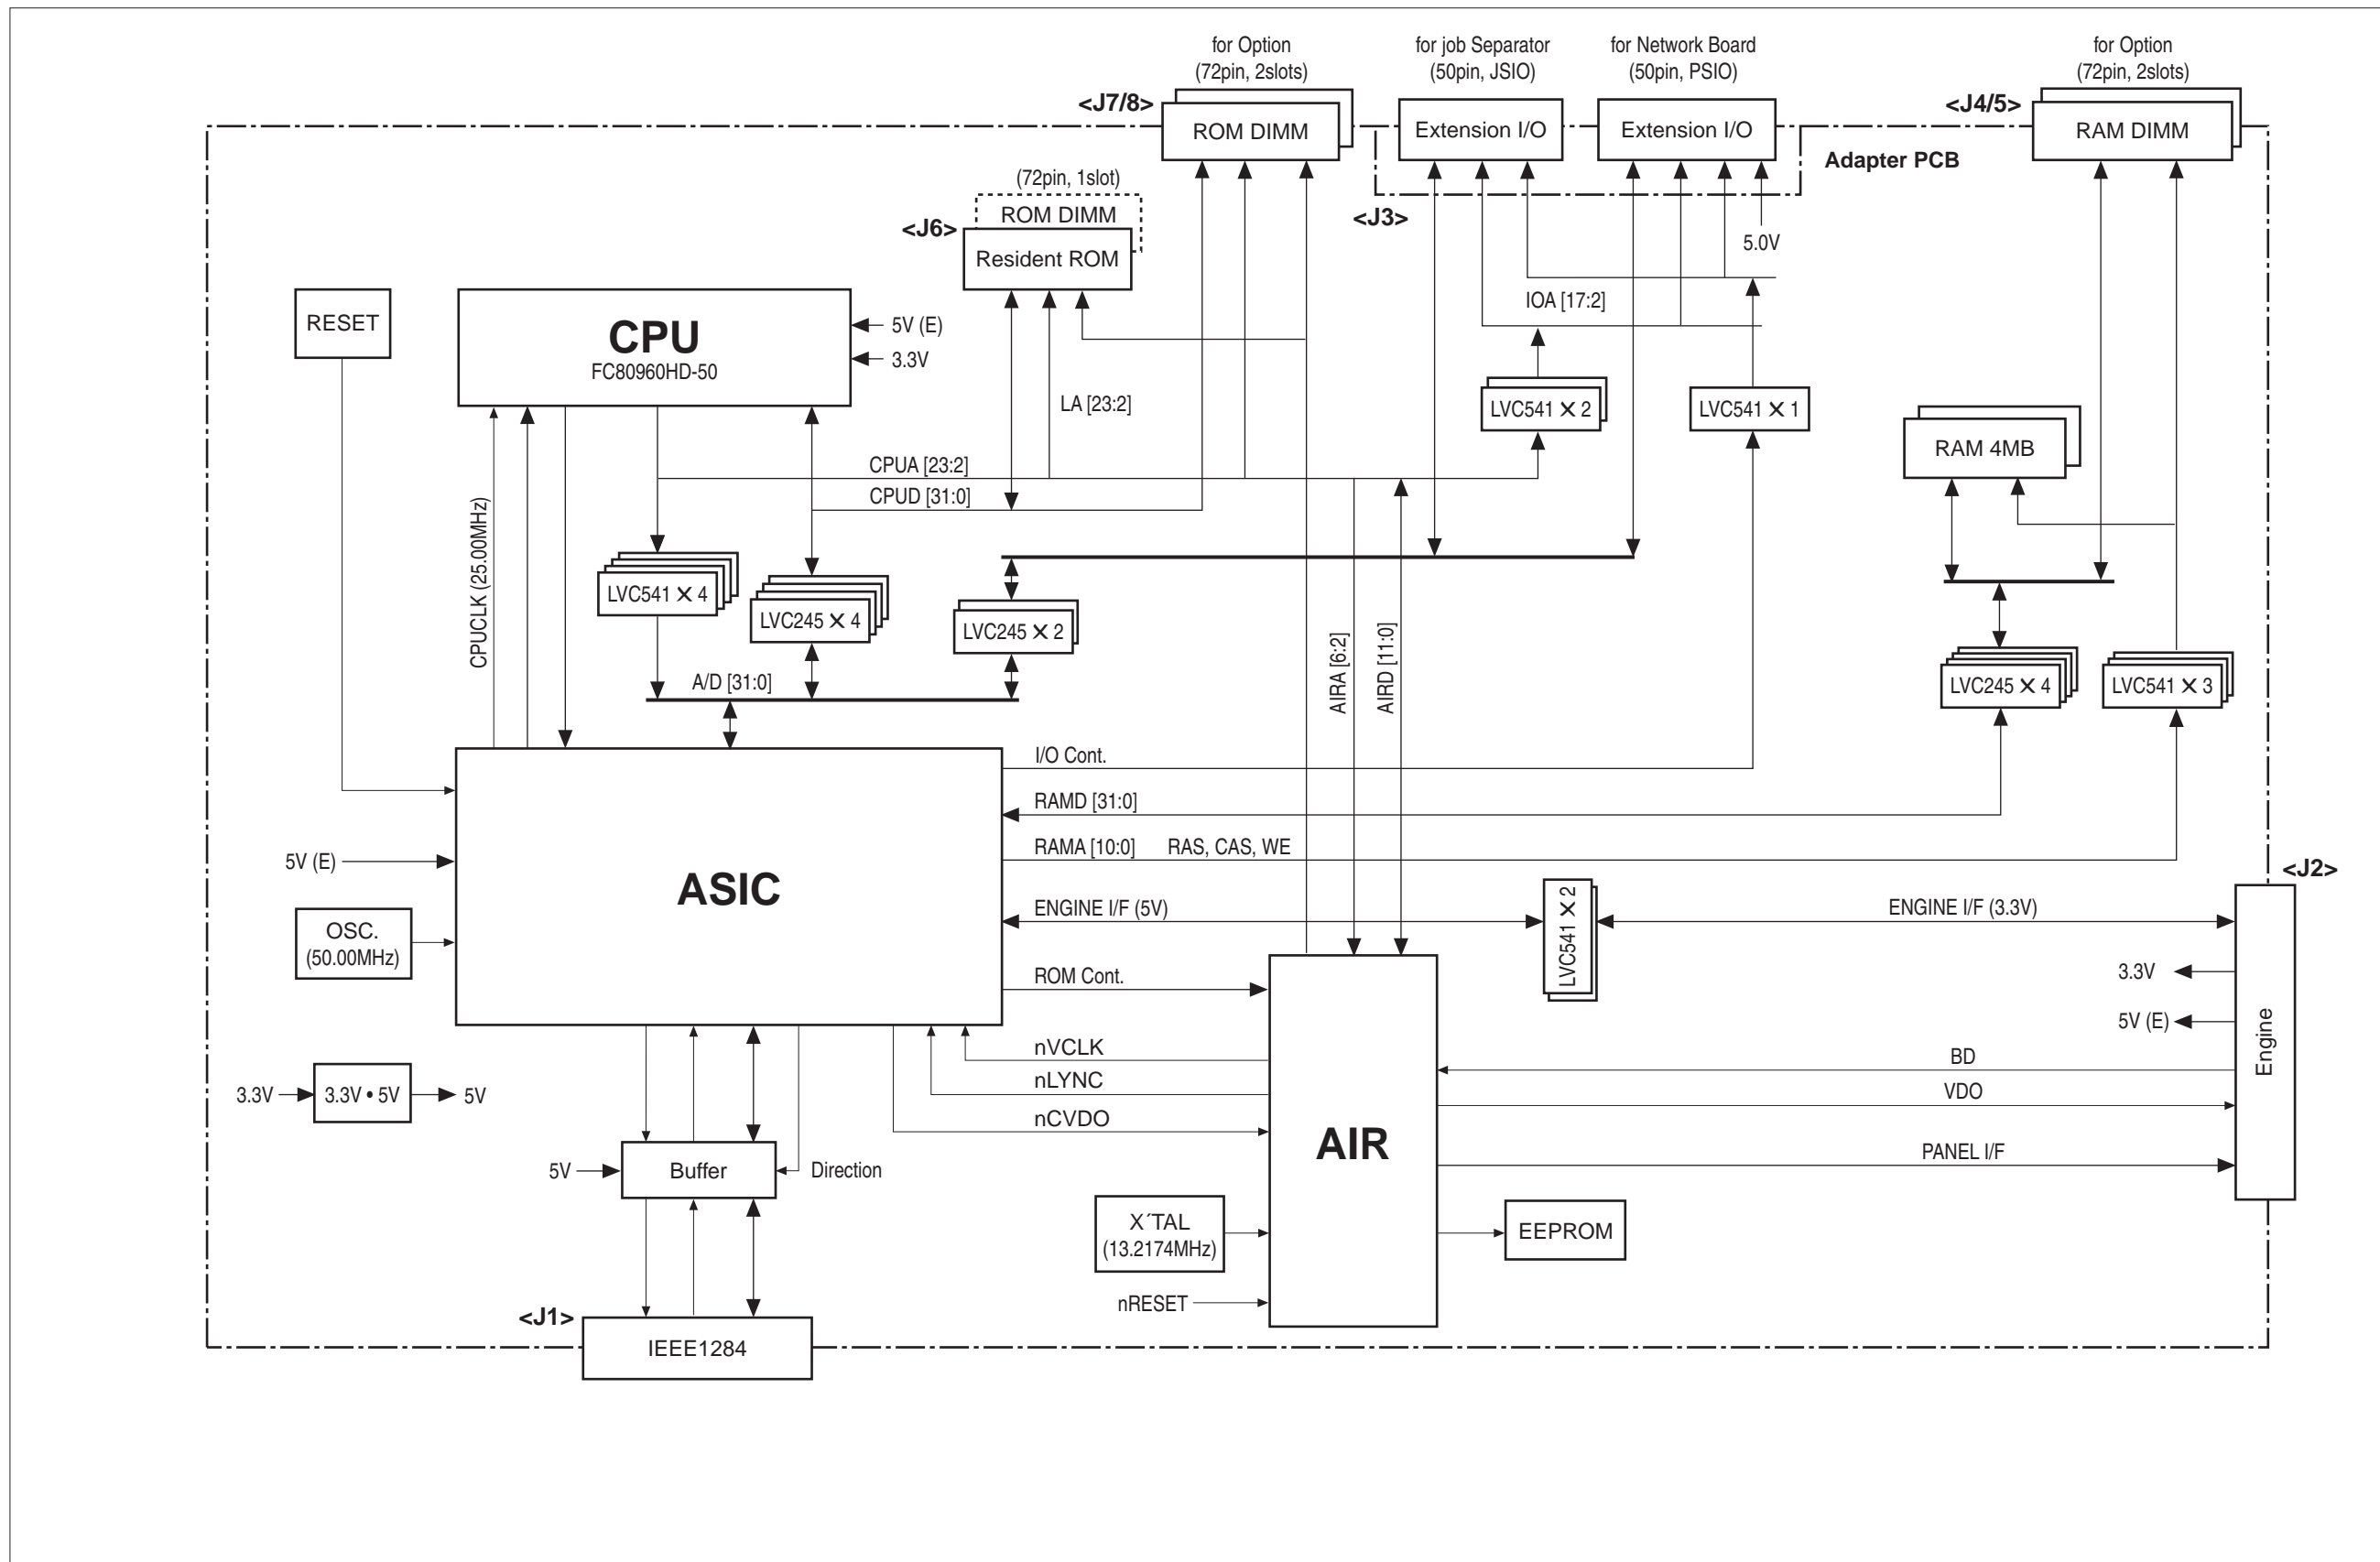 for Option
(72pin, 2slots)
for job Separator
(50pin, JSIO)
for Network Board
(50pin, PSIO)
for Option
(72pin, 2slots)
<J7/8>
ROM DIMM
Extension I/O
Extension I/O
<J4/5>
RAM DIMM
Adapter PCB
(72pin, 1slot)
ROM DIMM
<J6>
Resident ROM
<J3>
5.0V
IOA [17:2]
RESET
CPU
FC80960HD-50
5V (E)
3.3V
LA [23:2]
LVC541 × 2
LVC541 × 1
RAM 4MB
CPUA [23:2]
CPUD [31:0]
CPUCLK (25.00MHz)
LVC541 × 4
LVC245 × 4
LVC245 × 2
AIRA [6:2]
AIRD [11:0]
A/D [31:0]
LVC245 × 4
LVC541 × 3
I/O Cont.
RAMD [31:0]
RAMA [10:0] RAS, CAS, WE
5V (E)
ASIC
<J2>
ENGINE I/F (5V)
LVC541 × 2
ENGINE I/F (3.3V)
OSC.
(50.00MHz)
ROM Cont.
3.3V
5V (E)
Engine
nVCLK
nLYNC
nCVDO
BD
VDO
PANEL I/F
3.3V
3.3V • 5V
5V
AIR
5V
Buffer
Direction
X´TAL
(13.2174MHz)
EEPROM
nRESET
<J1>
IEEE1284